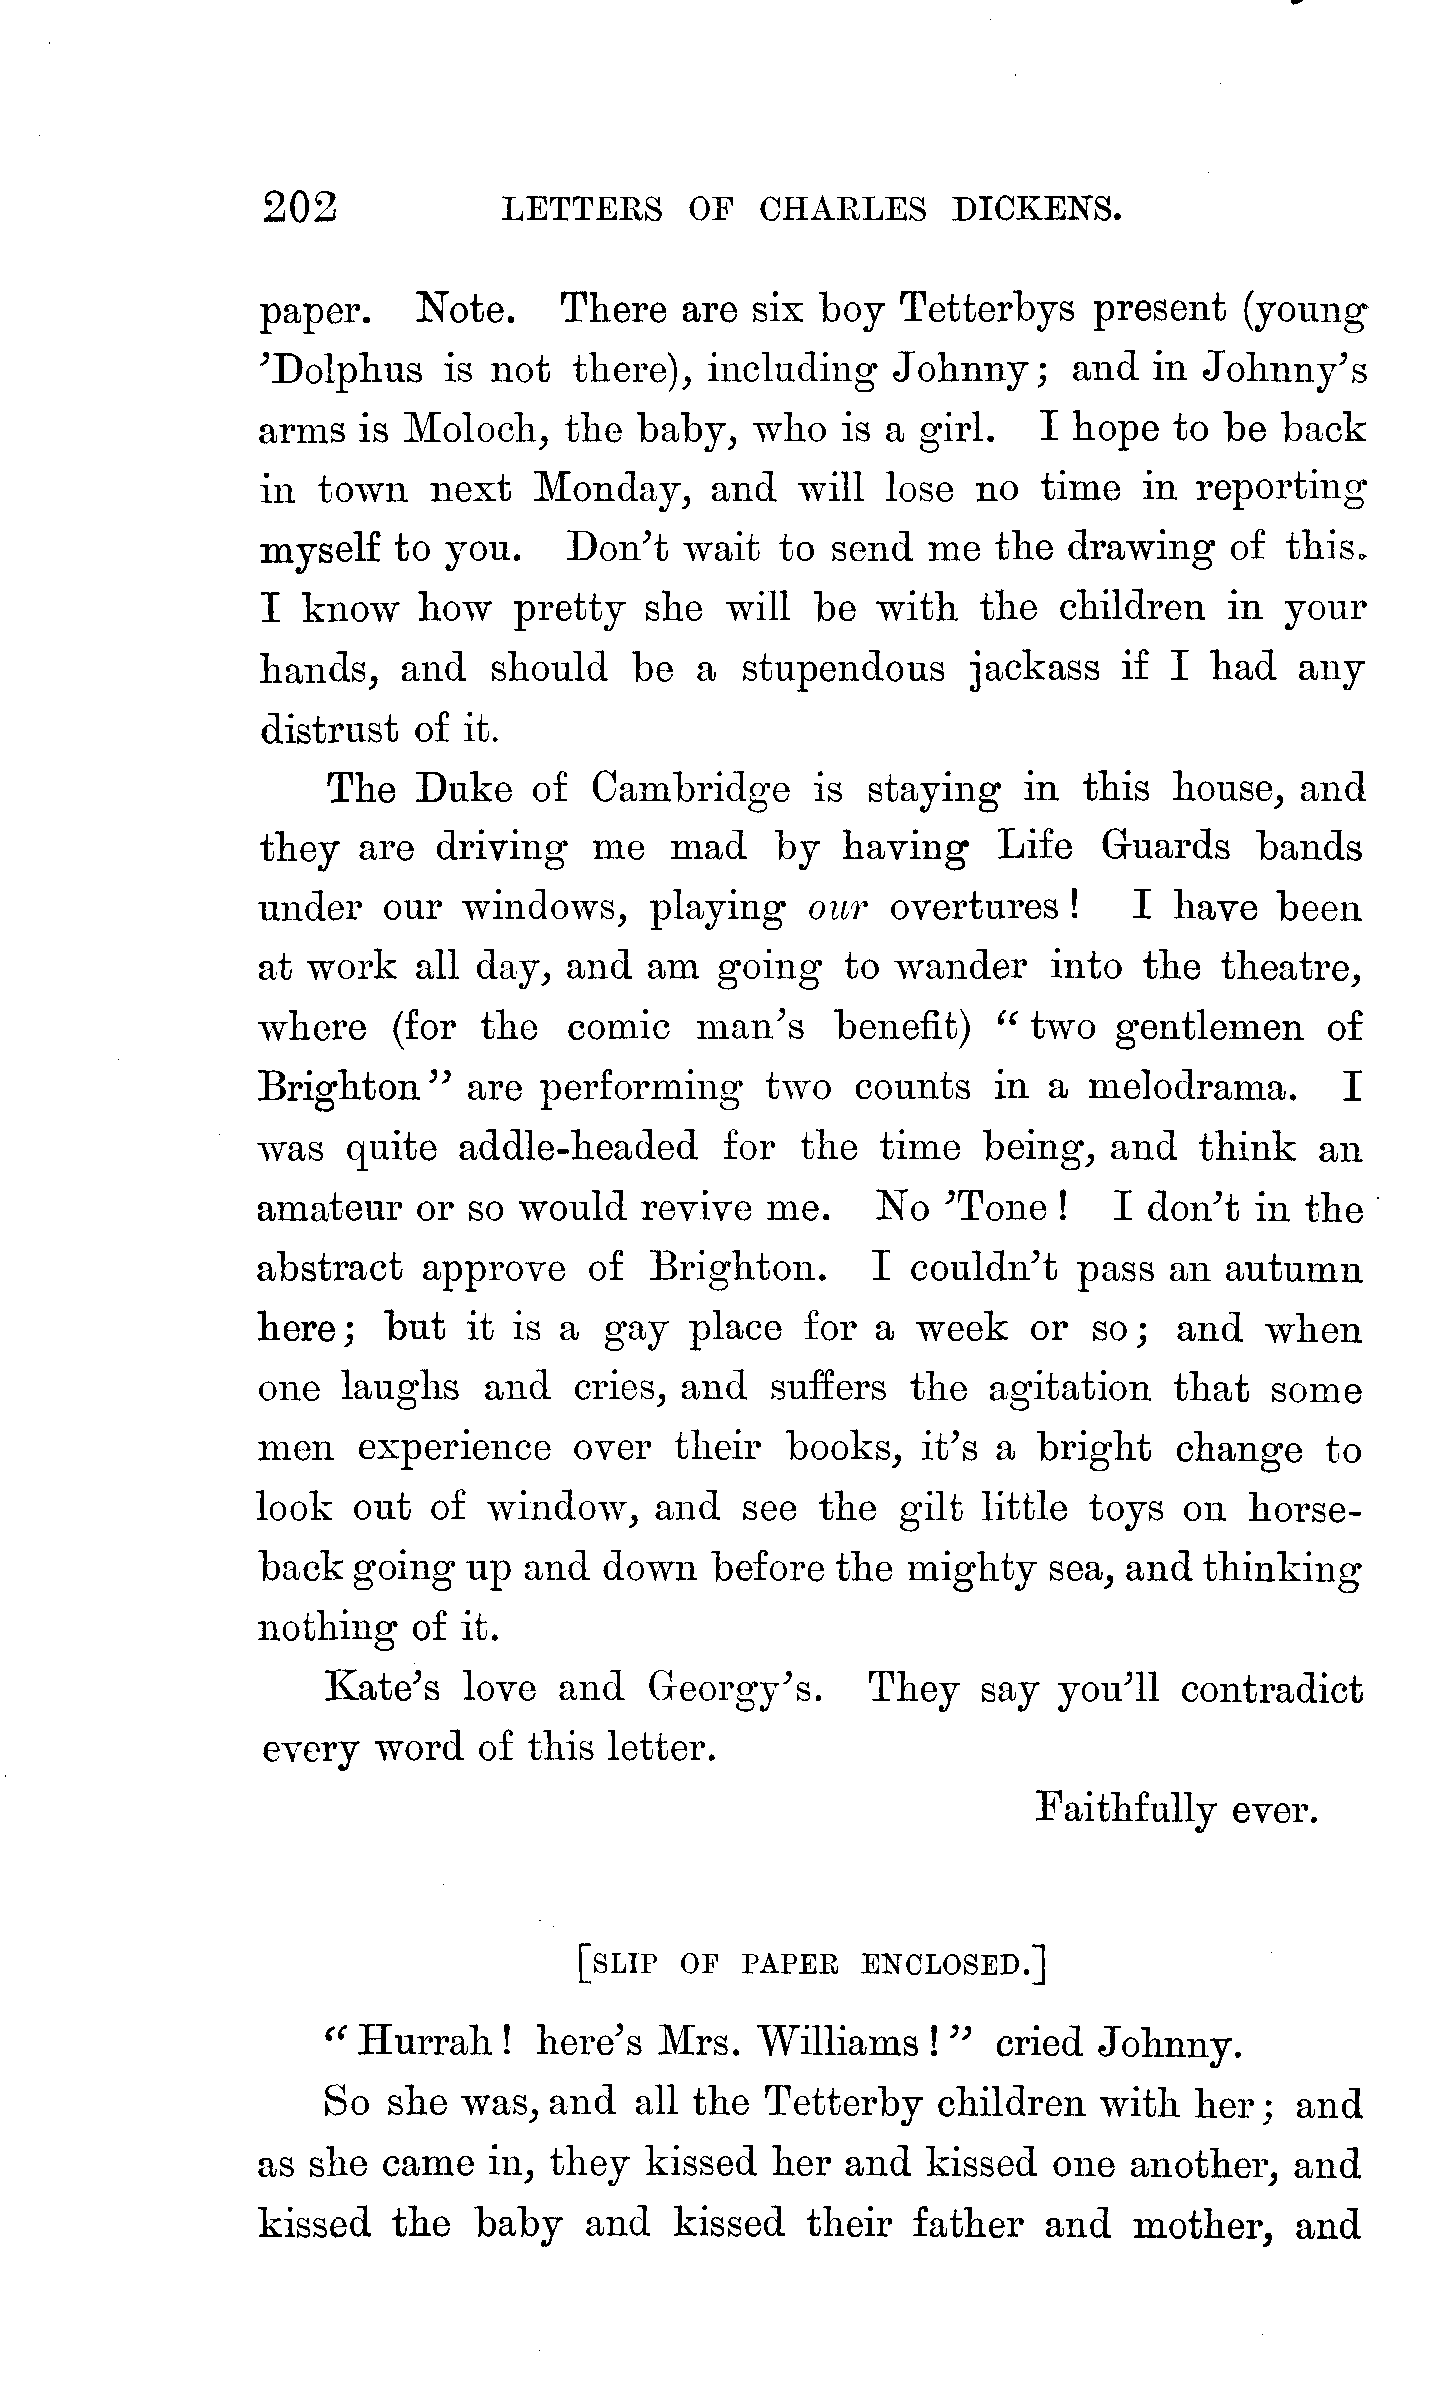 202 LETTERS OF CHARLES DICKENS.
paper. Note. There are six boy Tetterbys present (young
’Dolphus is not there), including Johnny; and in Johnny’s
arms is Moloch, the baby, who is a girl. I hope to be back
in town next Monday, and will lose no time in reporting
myself to you. Don’t wait to send me the drawing of this.
I know how pretty she will be with the children in your
hands, and should be a stupendous jackass if I had any
distrust of it.
The Duke of Cambridge is staying in this house, and
they are driving me mad by having Life Guards bands
under our windows, playing our overtures! I have been
at work all day, and am going to wander into the theatre,
where (for the comic man’s benefit) “two gentlemen of
Brighton” are performing two counts in a melodrama. I
was quite addle-headed for the time being, and think an
amateur or so would revive me. No ’Tone! I don’t in the
abstract approve of Brighton. I couldn’t pass an autumn
here; but it is a gay place for a week or so; and when
one laughs and cries, and suffers the agitation that some
men experience over their books, it’s a bright change to
look out of window, and see the gilt little toys on horse-
back going up and down before the mighty sea, and thinking
nothing of it.
Kate’s love and Georgy’s. They say you’ll contradict
every word of this letter.
Faithfully ever.
[SLIP OF PAPER ENCLOSED.]
“Hurrah! here’s Mrs. Williams!” cried Johnny.
So she was, and all the Tetterby children with her; and
as she came in, they kissed her and kissed one another, and
kissed the baby and kissed their father and mother, and